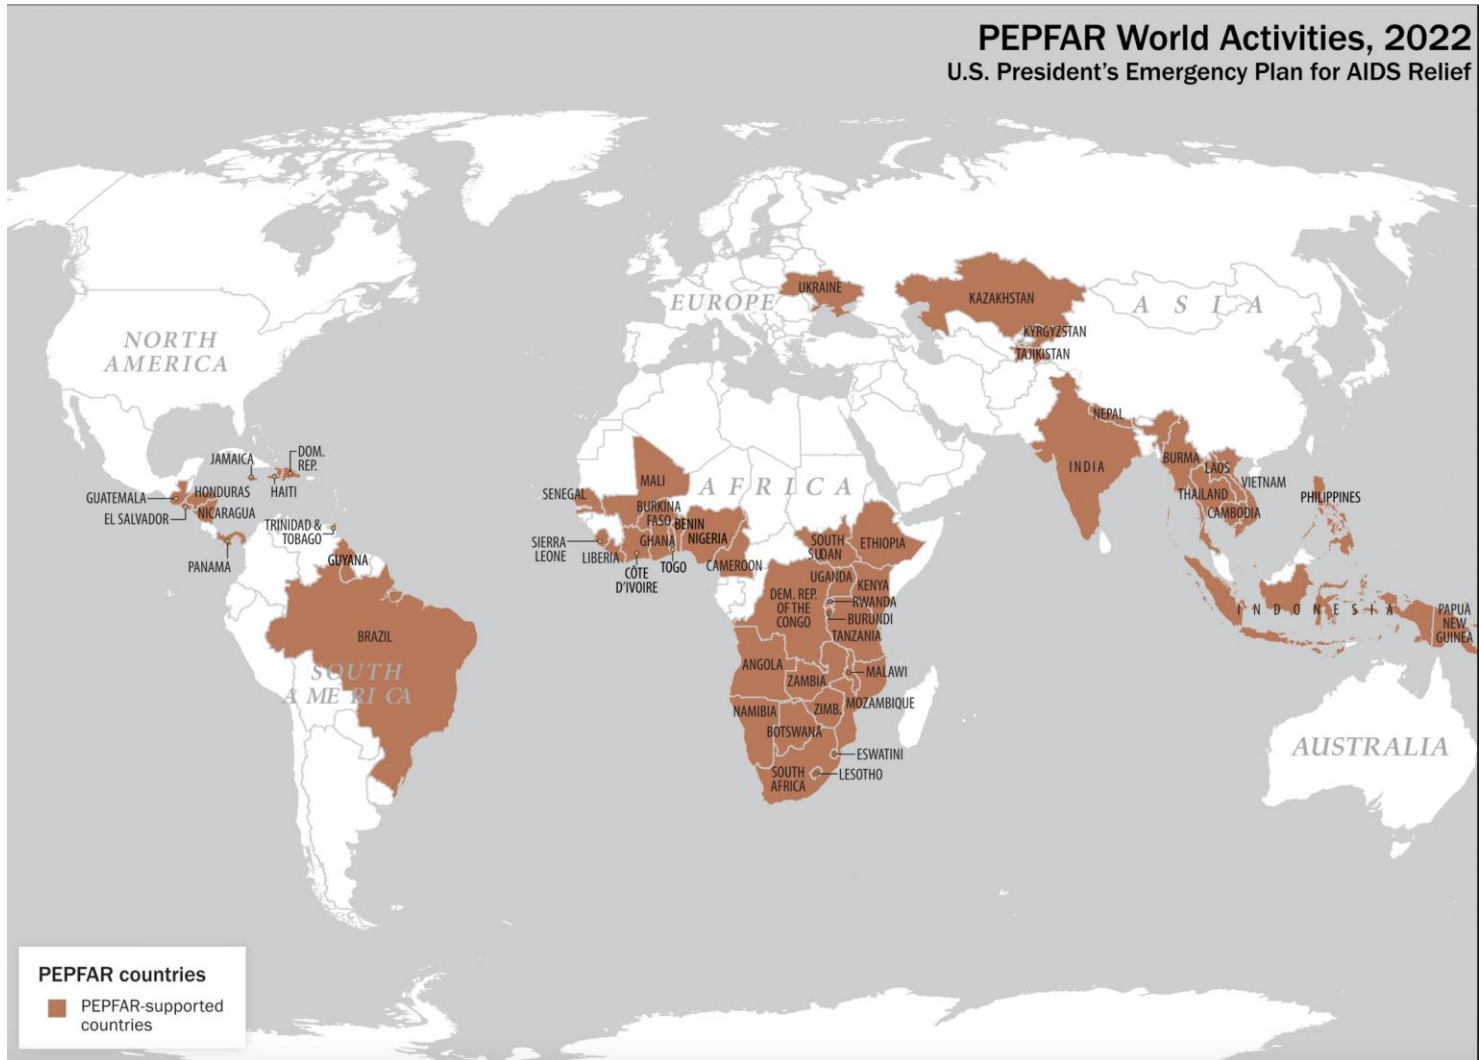 PEPFAR World Activities, 2022
U.S. President's Emergency Plan for AIDS Relief
NORTH
AMERICA
EUROPE
ASIA
UKRAINE
KAZAKHSTAN
KYRGYZSTAN
TAJIKISTAN
JAMAICA
DOM.
REP.
GUATEMALA
HONDURAS
HAITI
EL SALVADOR
NICARAGUA
TRINIDAD &
TOBAGO
PANAMÁ
GUYANA
BRAZIL
SOUTH
AMERICA
AFRICA
SENEGAL
MALI
BURKINA
FASO
BENIN
NIGERIA
GHANA
SIERRA
LEONE
LIBERIA
CÔTE
D'IVOIRE
TOGO
CAMEROON
SOUTH
SUDAN
ETHIOPIA
UGANDA
KENYA
DEM. REP.
OF THE
CONGO
RWANDA
BURUNDI
TANZANIA
ANGOLA
ZAMBIA
MALAWI
NAMIBIA
ZIMB.
MOZAMBIQUE
BOTSWANA
ESWATINI
SOUTH
AFRICA
LESOTHO
NEPAL
INDIA
BURMA
LAOS
VIETNAM
THAILAND
CAMBODIA
PHILIPPINES
INDONESIA
PAPUA
NEW
GUINEA
AUSTRALIA
PEPFAR countries
PEPFAR-supported
countries